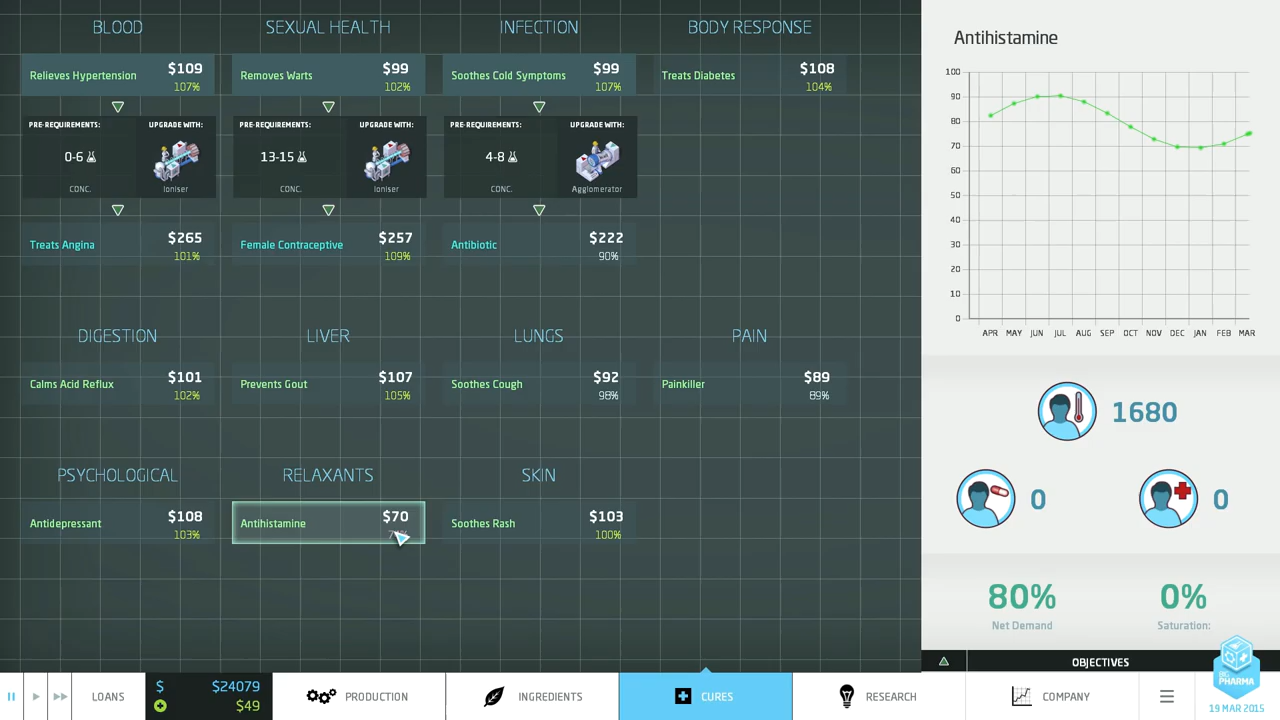 BLOOD SEXUAL HEALTH INFECTION BODY RESPONSE
Relieves Hypertension $109 107%
Removes Warts $99 102%
Soothes Cold Symptoms $99 107%
Treats Diabetes $108 104%
PRE-REQUIREMENTS: UPGRADE WITH:
0-6
CONC. Ioniser
PRE-REQUIREMENTS: UPGRADE WITH:
13-15
CONC. Ioniser
PRE-REQUIREMENTS: UPGRADE WITH:
4-8
CONC. Agglomerator
Treats Angina $265 101%
Female Contraceptive $257 109%
Antibiotic $222 90%
DIGESTION LIVER LUNGS PAIN
Calms Acid Reflux $101 102%
Prevents Gout $107 105%
Soothes Cough $92 98%
Painkiller $89 89%
PSYCHOLOGICAL RELAXANTS SKIN
Antidepressant $108 103%
Antihistamine $70
Soothes Rash $103 100%
Antihistamine
100
90
80
70
60
50
40
30
20
10
0
APR MAY JUN JUL AUG SEP OCT NOV DEC JAN FEB MAR
1680
0 0
80% 0%
Net Demand Saturation:
OBJECTIVES
LOANS
$ $24079
$49
PRODUCTION INGREDIENTS CURES RESEARCH COMPANY
BIG PHARMA
19 MAR 2015